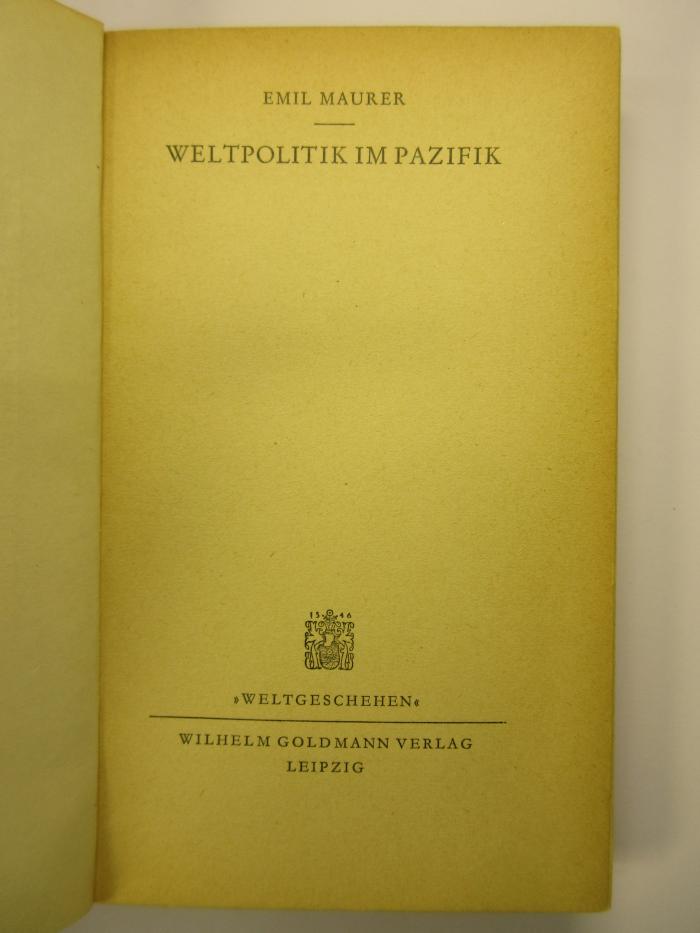 EMIL MAURER
WELTPOLITIK IM PAZIFIK
15 46
»WELTGESCHEHEN«
WILHELM GOLDMANN VERLAG
LEIPZIG